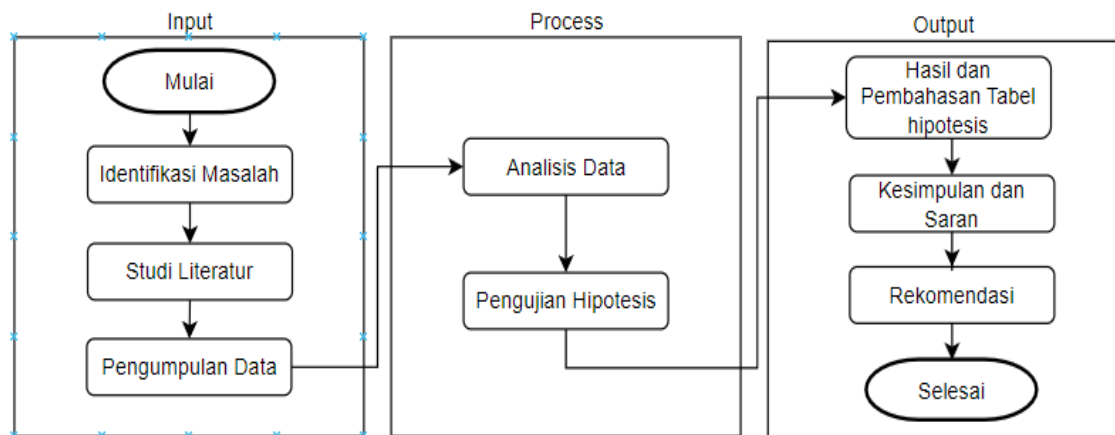 Input
Mulai
Identifikasi Masalah
Studi Literatur
Pengumpulan Data
Process
Analisis Data
Pengujian Hipotesis
Output
Hasil dan
Pembahasan Tabel
hipotesis
Kesimpulan dan
Saran
Rekomendasi
Selesai